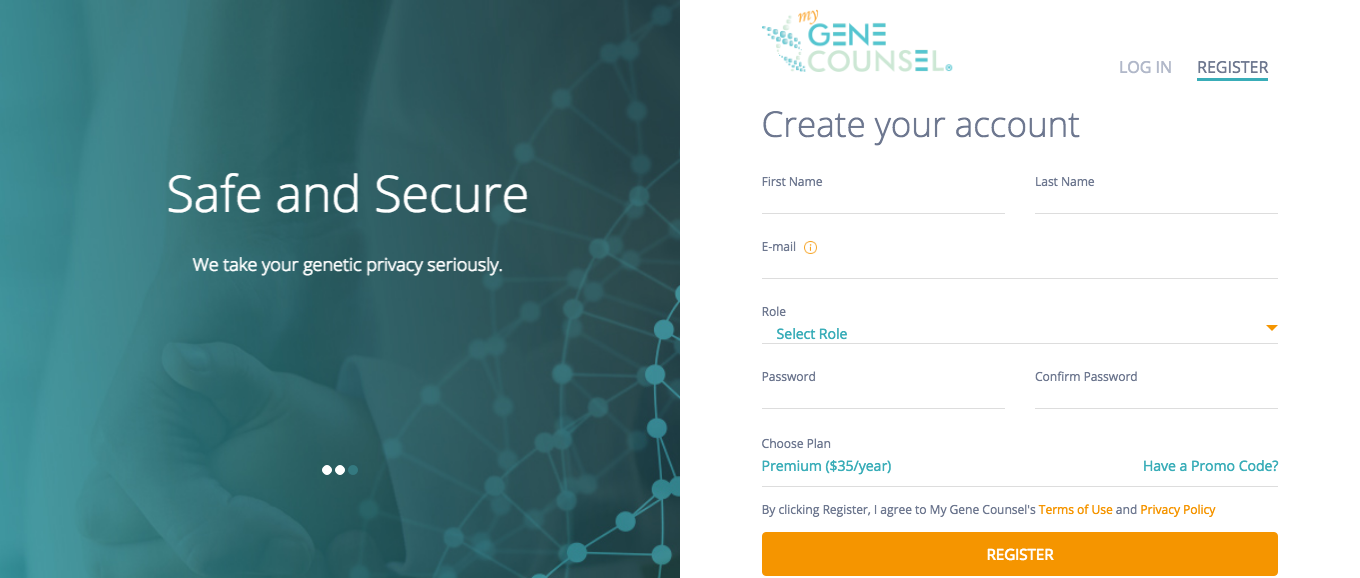 Safe and Secure
We take your genetic privacy seriously.
my
GENE
COUNSEL®
LOG IN REGISTER
Create your account
First Name Last Name
E-mail
Role
Select Role
Password Confirm Password
Choose Plan
Premium ($35/year) Have a Promo Code?
By clicking Register, I agree to My Gene Counsel's Terms of Use and Privacy Policy
REGISTER